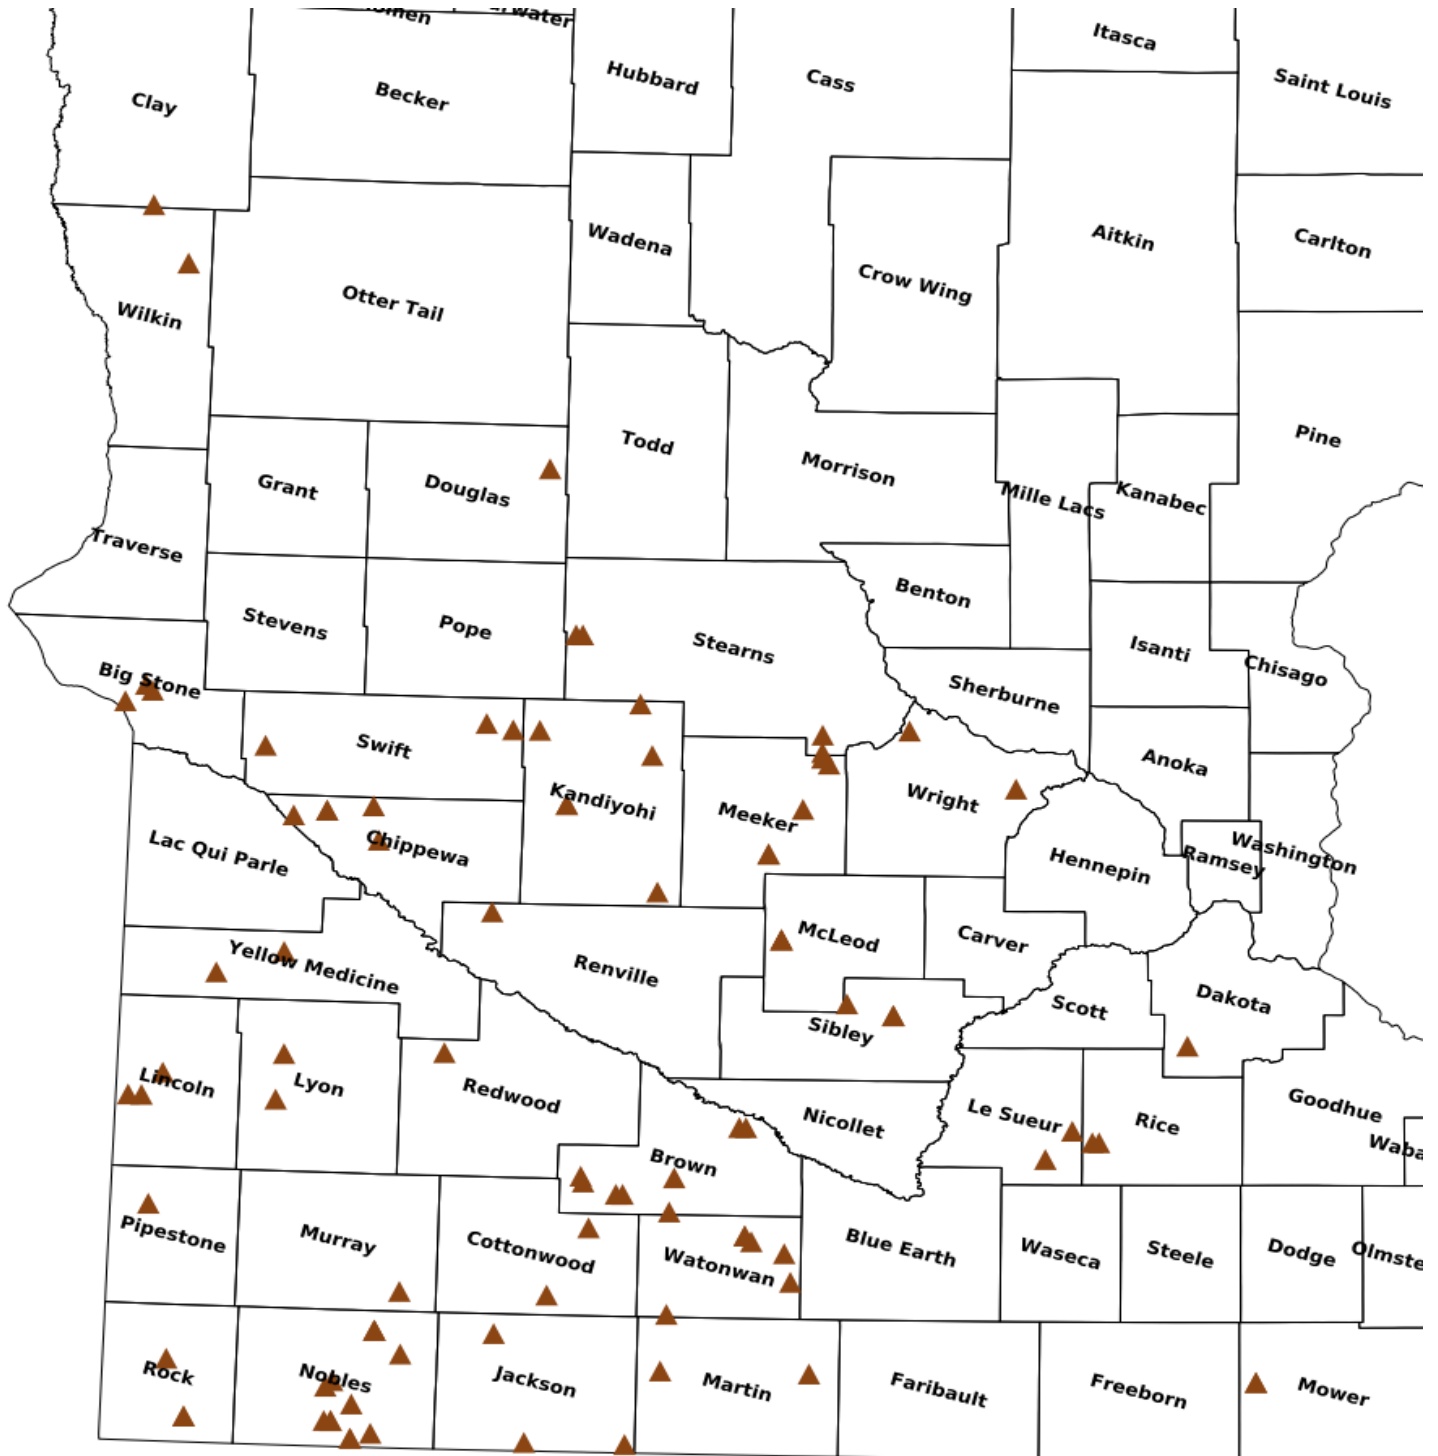 Itasca
Hubbard
Cass
Saint Louis
Clay
Becker
Wadena
Aitkin
Carlton
Crow Wing
Otter Tail
Wilkin
Todd
Morrison
Pine
Grant
Douglas
Mille Lacs
Kanabec
Traverse
Benton
Stevens
Pope
Stearns
Isanti
Chisago
Big Stone
Sherburne
Swift
Anoka
Kandiyohi
Meeker
Wright
Lac Qui Parle
Chippewa
Hennepin
Ramsey
Washington
McLeod
Carver
Yellow Medicine
Renville
Scott
Dakota
Sibley
Lincoln
Lyon
Redwood
Nicollet
Le Sueur
Rice
Goodhue
Waba
Brown
Pipestone
Murray
Cottonwood
Watonwan
Blue Earth
Waseca
Steele
Dodge
Olmste
Rock
Nobles
Jackson
Martin
Faribault
Freeborn
Mower